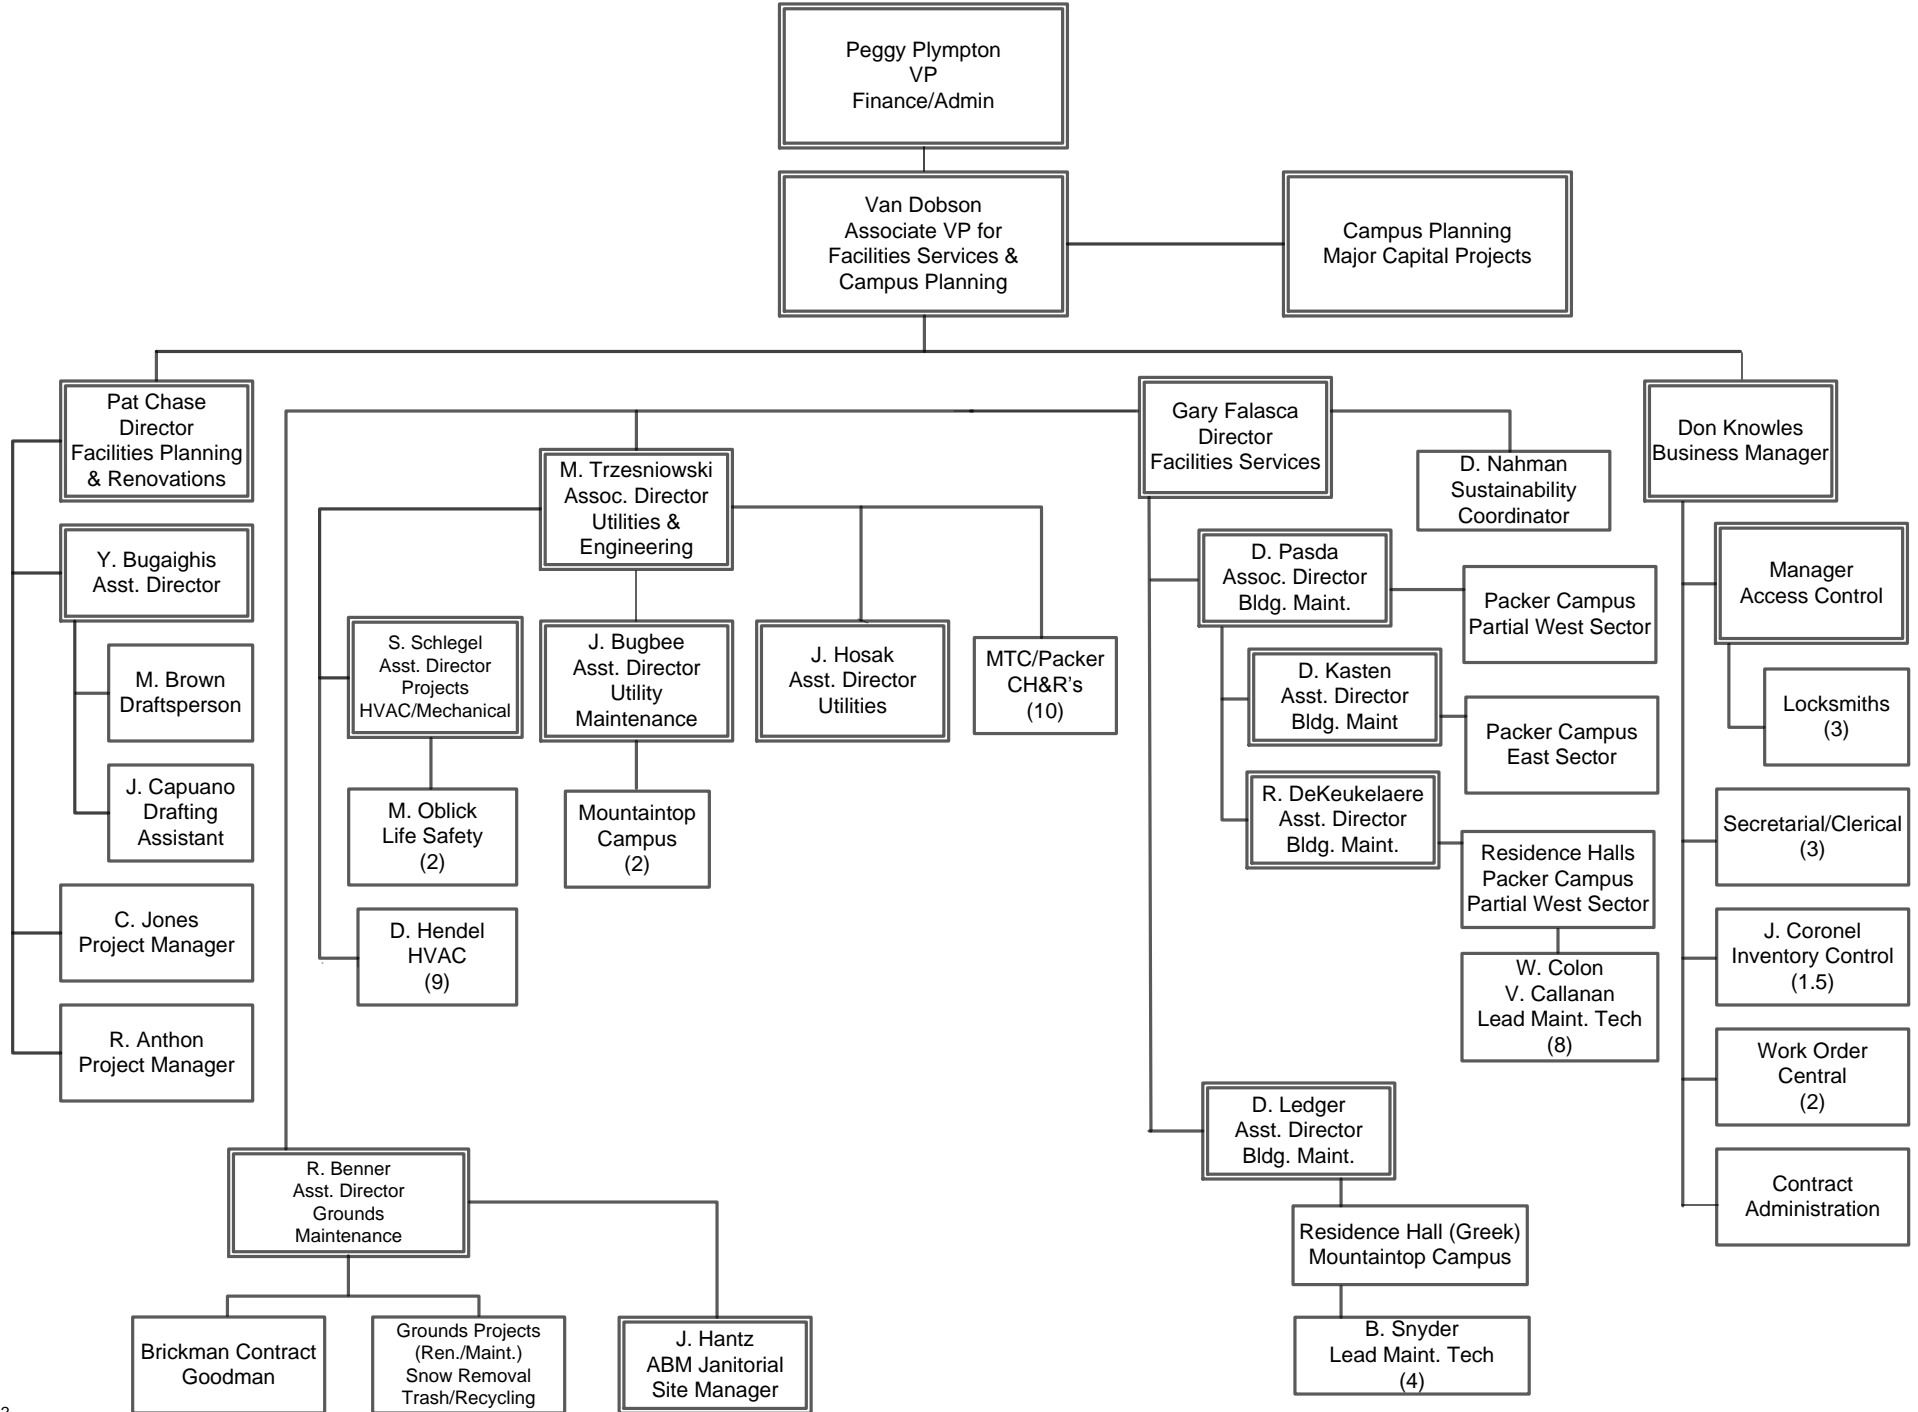 Peggy Plympton
VP
Finance/Admin
Van Dobson
Associate VP for
Facilities Services &
Campus Planning
Campus Planning
Major Capital Projects
Pat Chase
Director
Facilities Planning
& Renovations
Y. Bugaighis
Asst. Director
M. Brown
Draftsperson
J. Capuano
Drafting
Assistant
C. Jones
Project Manager
R. Anthon
Project Manager
Gary Falasca
Director
Facilities Services
D. Nahman
Sustainability
Coordinator
M. Trzesniowski
Assoc. Director
Utilities &
Engineering
S. Schlegel
Asst. Director
Projects
HVAC/Mechanical
M. Oblick
Life Safety
(2)
D. Hendel
HVAC
(9)
J. Bugbee
Asst. Director
Utility
Maintenance
Mountaintop
Campus
(2)
J. Hosak
Asst. Director
Utilities
MTC/Packer
CH&R’s
(10)
D. Pasda
Assoc. Director
Bldg. Maint.
Packer Campus
Partial West Sector
D. Kasten
Asst. Director
Bldg. Maint
Packer Campus
East Sector
R. DeKeukelaere
Asst. Director
Bldg. Maint.
Residence Halls
Packer Campus
Partial West Sector
W. Colon
V. Callanan
Lead Maint. Tech
(8)
D. Ledger
Asst. Director
Bldg. Maint.
Residence Hall (Greek)
Mountaintop Campus
B. Snyder
Lead Maint. Tech
(4)
R. Benner
Asst. Director
Grounds
Maintenance
Brickman Contract
Goodman
Grounds Projects
(Ren./Maint.)
Snow Removal
Trash/Recycling
J. Hantz
ABM Janitorial
Site Manager
Don Knowles
Business Manager
Manager
Access Control
Locksmiths
(3)
Secretarial/Clerical
(3)
J. Coronel
Inventory Control
(1.5)
Work Order
Central
(2)
Contract
Administration